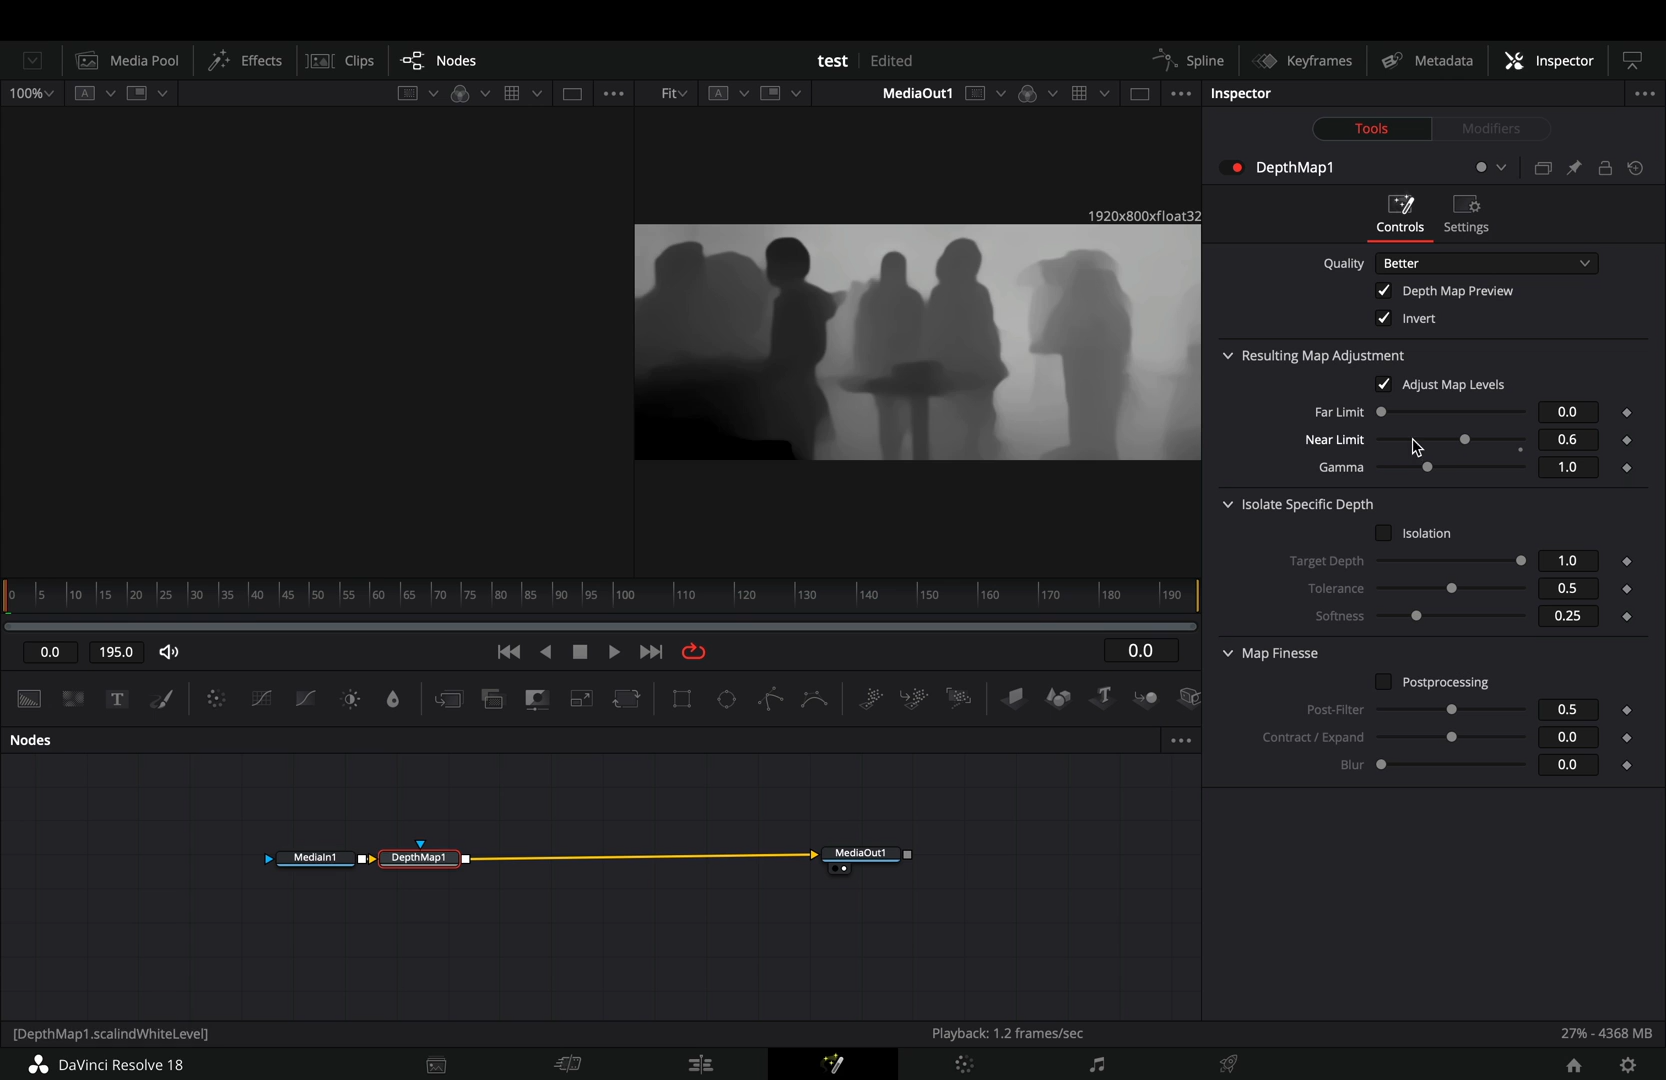 Media Pool Effects Clips Nodes test Edited Spline Keyframes Metadata Inspector
100% A Fit A MediaOut1 Inspector
Tools Modifiers
DepthMap1
1920x800xfloat32
Controls Settings
Quality Better
Depth Map Preview
Invert
Resulting Map Adjustment
Adjust Map Levels
Far Limit 0.0
Near Limit 0.6
Gamma 1.0
Isolate Specific Depth
Isolation
Target Depth 1.0
Tolerance 0.5
Softness 0.25
Map Finesse
Postprocessing
Post-Filter 0.5
Contract / Expand 0.0
Blur 0.0
0 5 10 15 20 25 30 35 40 45 50 55 60 65 70 75 80 85 90 95 100 110 120 130 140 150 160 170 180 190
0.0 195.0 0.0
T T
Nodes
MediaIn1 DepthMap1 MediaOut1
[DepthMap1.scalindWhiteLevel] Playback: 1.2 frames/sec 27% - 4368 MB
DaVinci Resolve 18